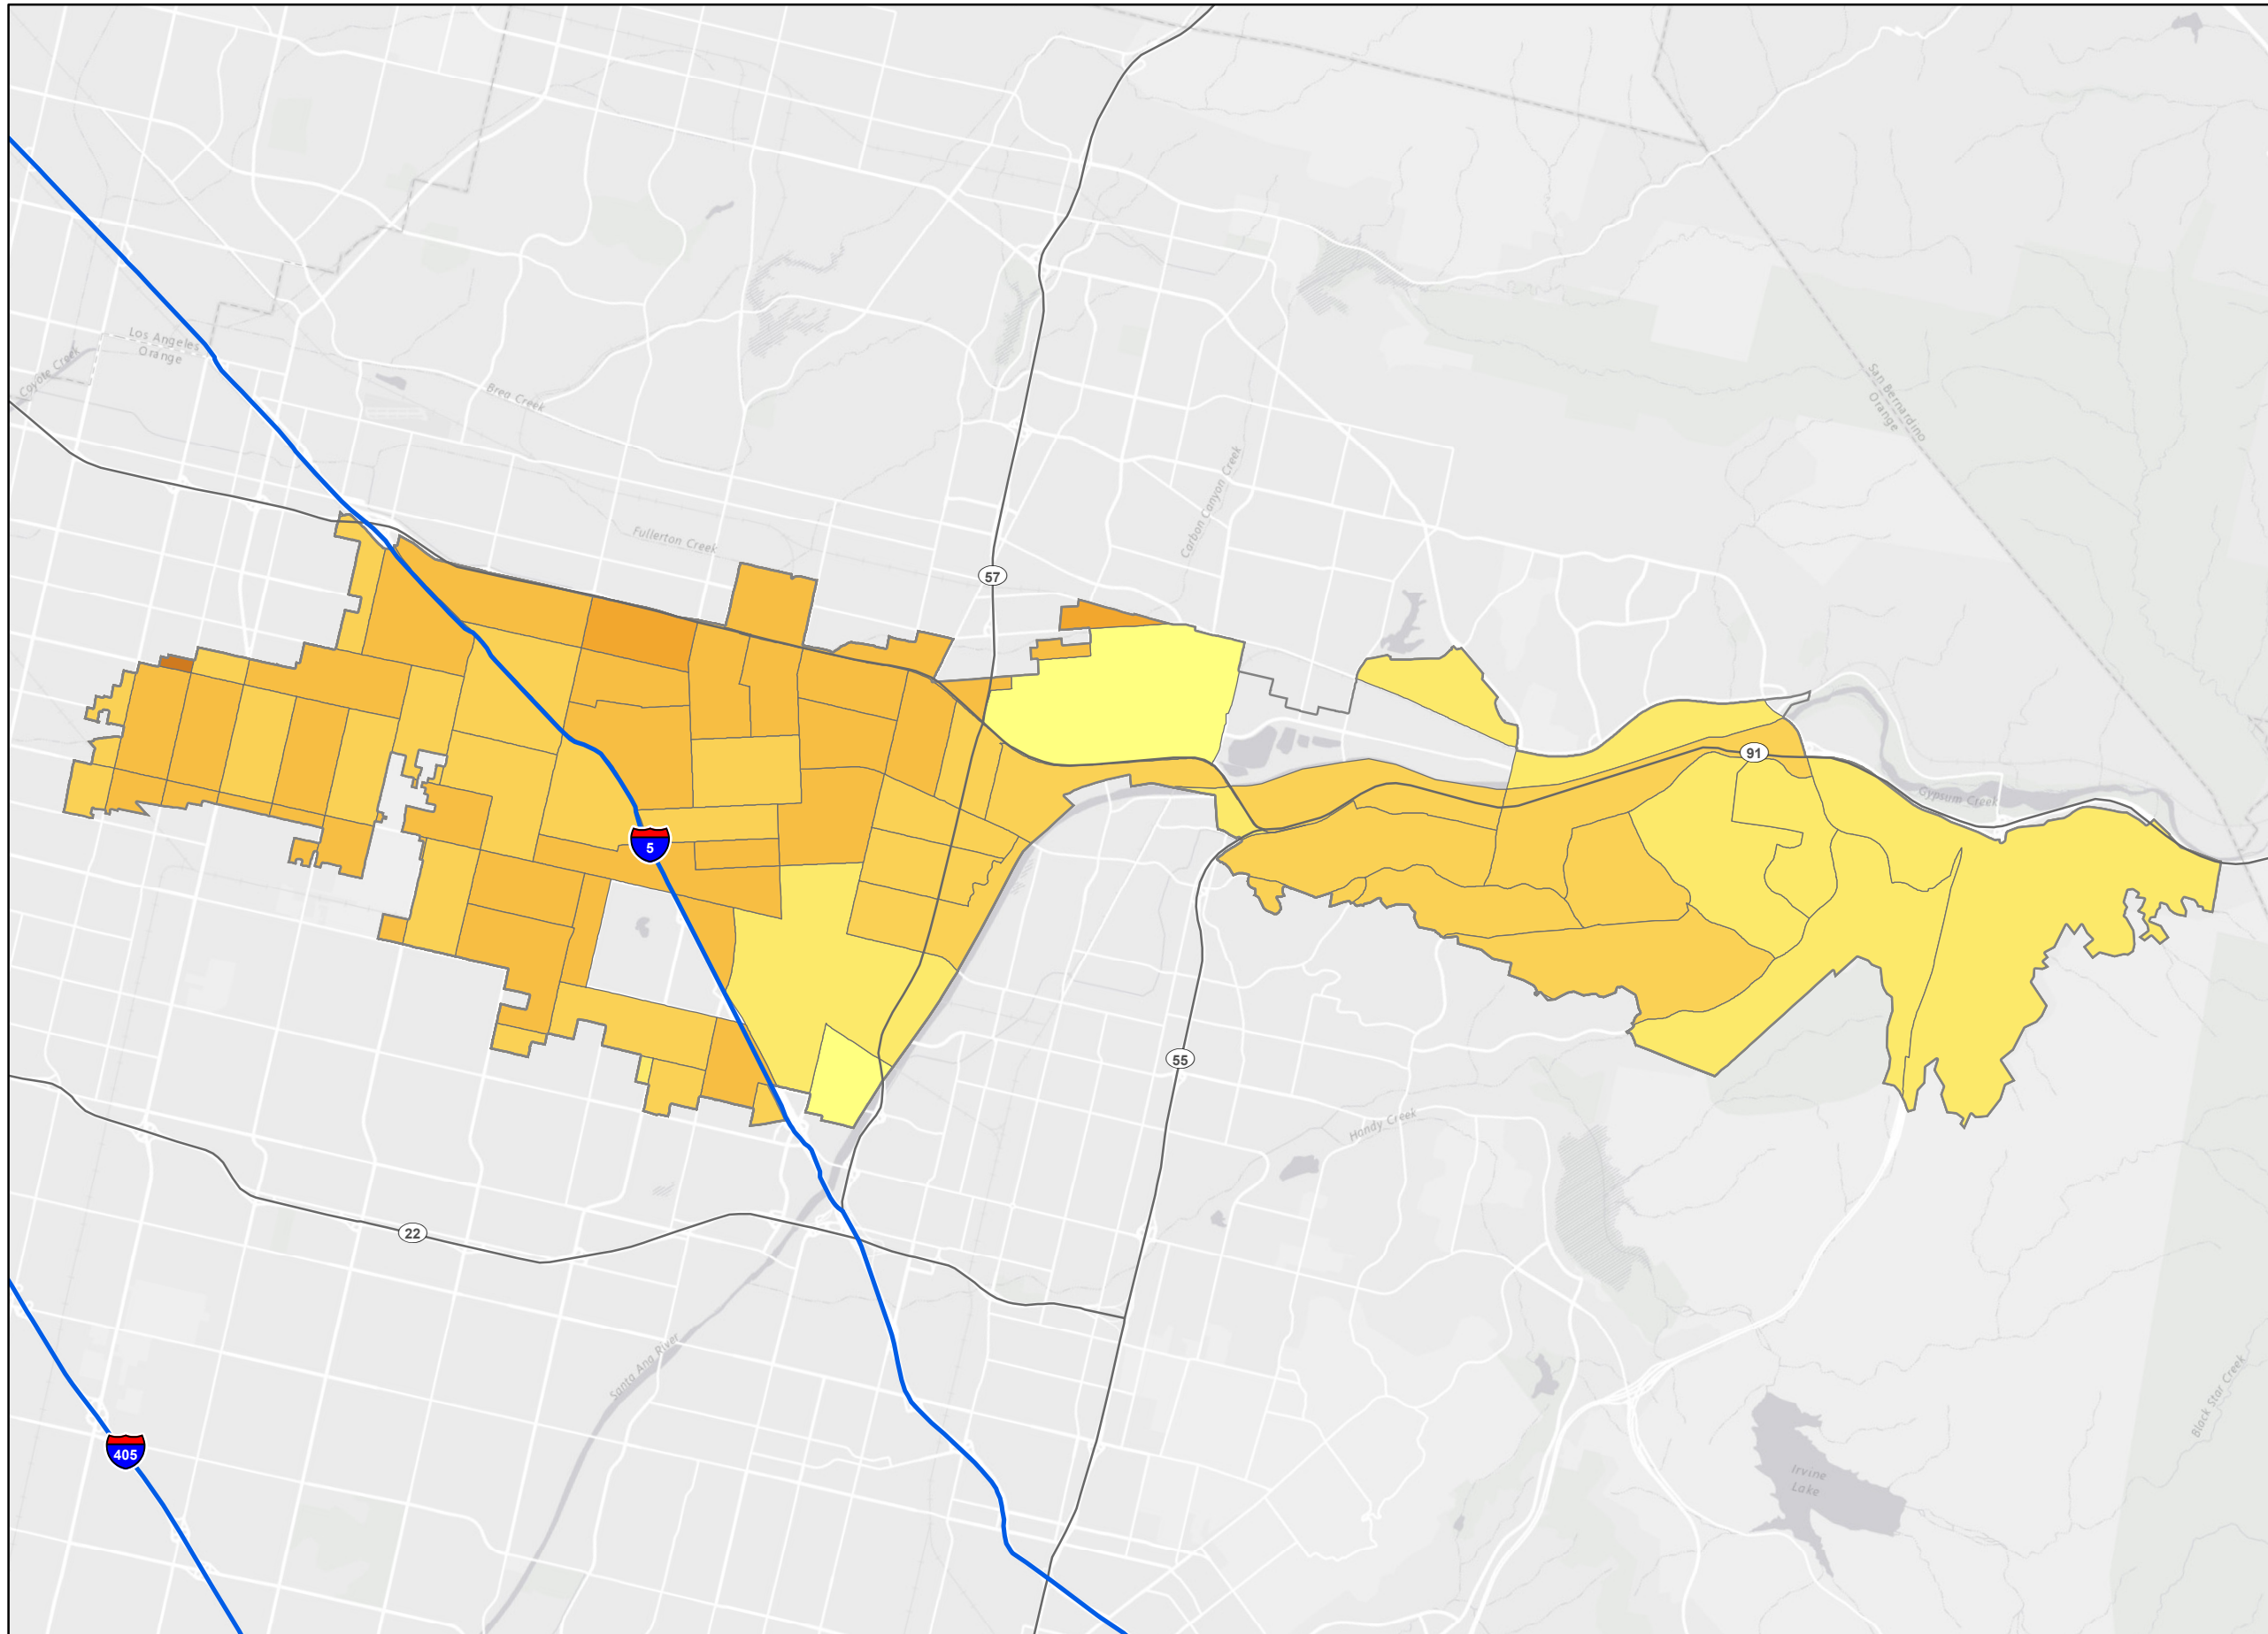 Los Angeles
Orange
Coyote Creek
Brea Creek
San Bernardino
Orange
Carbon Canyon Creek
Fullerton Creek
57
91
Gypsum Creek
5
55
Handy Creek
22
Santa Ana River
Black Star Creek
405
Irvine
Lake